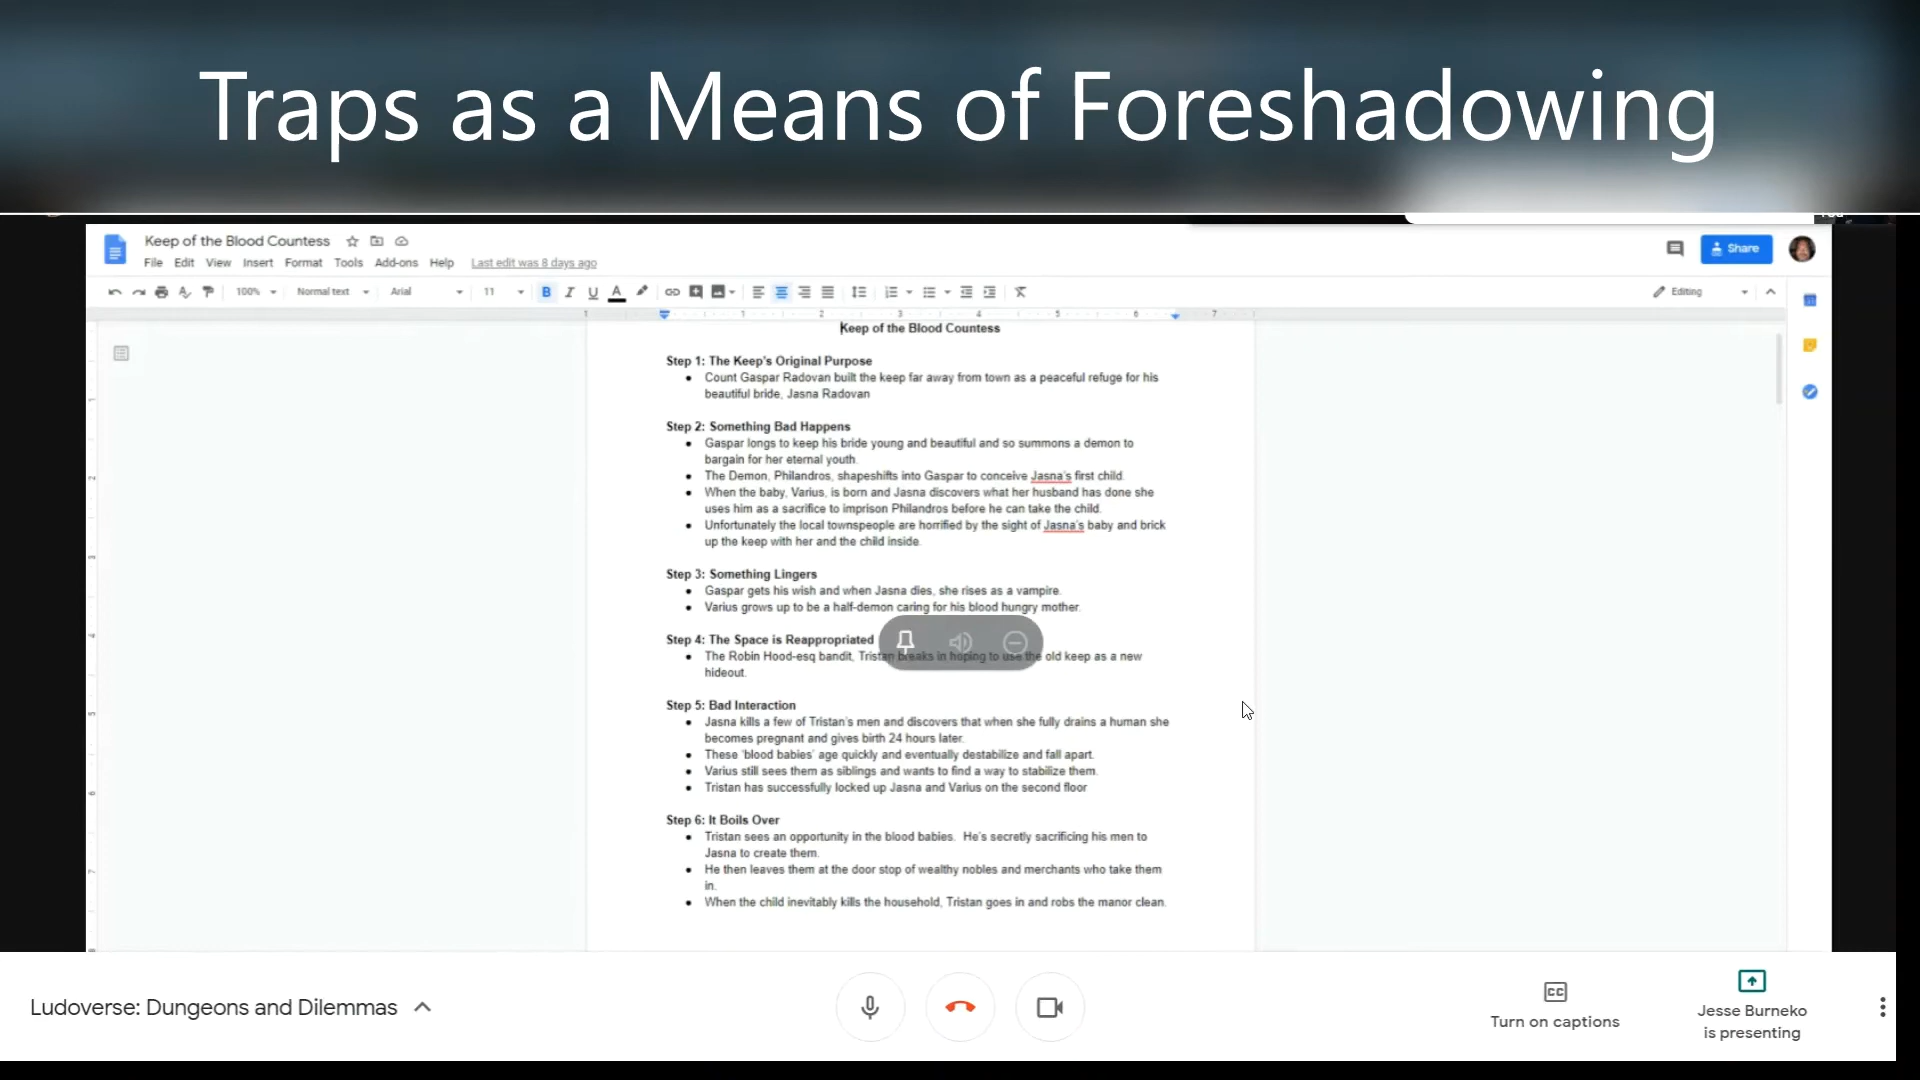 Traps as a Means of Foreshadowing
You
Keep of the Blood Countess
Share
File Edit View Insert Format Tools Add-ons Help Last edit was 8 days ago
100% Normal text Arial 11 B I U A Editing
1 1 2 3 4 5 6 7
Keep of the Blood Countess
Step 1: The Keep's Original Purpose
● Count Gaspar Radovan built the keep far away from town as a peaceful refuge for his
beautiful bride, Jasna Radovan
Step 2: Something Bad Happens
● Gaspar longs to keep his bride young and beautiful and so summons a demon to
bargain for her eternal youth.
● The Demon, Philandros, shapeshifts into Gaspar to conceive Jasna's first child.
● When the baby, Varius, is born and Jasna discovers what her husband has done she
uses him as a sacrifice to imprison Philandros before he can take the child.
● Unfortunately the local townspeople are horrified by the sight of Jasna's baby and brick
up the keep with her and the child inside.
Step 3: Something Lingers
● Gaspar gets his wish and when Jasna dies, she rises as a vampire.
● Varius grows up to be a half-demon caring for his blood hungry mother.
Step 4: The Space is Reappropriated
● The Robin Hood-esq bandit, Tristan breaks in hoping to use the old keep as a new
hideout.
Step 5: Bad Interaction
● Jasna kills a few of Tristan's men and discovers that when she fully drains a human she
becomes pregnant and gives birth 24 hours later.
● These 'blood babies' age quickly and eventually destabilize and fall apart.
● Varius still sees them as siblings and wants to find a way to stabilize them.
● Tristan has successfully locked up Jasna and Varius on the second floor
Step 6: It Boils Over
● Tristan sees an opportunity in the blood babies. He's secretly sacrificing his men to
Jasna to create them.
● He then leaves them at the door stop of wealthy nobles and merchants who take them
in.
● When the child inevitably kills the household, Tristan goes in and robs the manor clean.
Ludoverse: Dungeons and Dilemmas
CC
Turn on captions
Jesse Burneko
is presenting